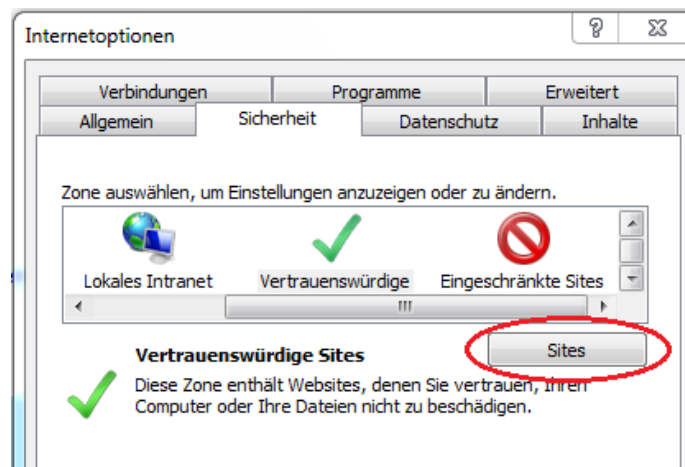 Internetoptionen
Verbindungen Programme Erweitert
Allgemein Sicherheit Datenschutz Inhalte
Zone auswählen, um Einstellungen anzuzeigen oder zu ändern.
Lokales Intranet Vertrauenswürdige Eingeschränkte Sites
Sites
Vertrauenswürdige Sites
Diese Zone enthält Websites, denen Sie vertrauen, Ihren
Computer oder Ihre Dateien nicht zu beschädigen.